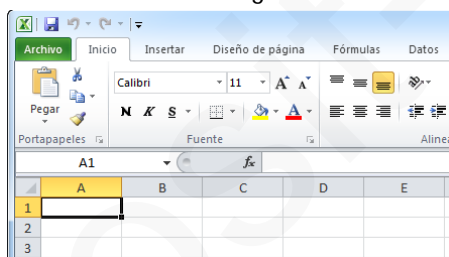 Archivo Inicio Insertar Diseño de página Fórmulas Datos
Calibri 11 A A
Pegar N K S A
Portapapeles Fuente
A1 fx
A B C D E
1
2
3